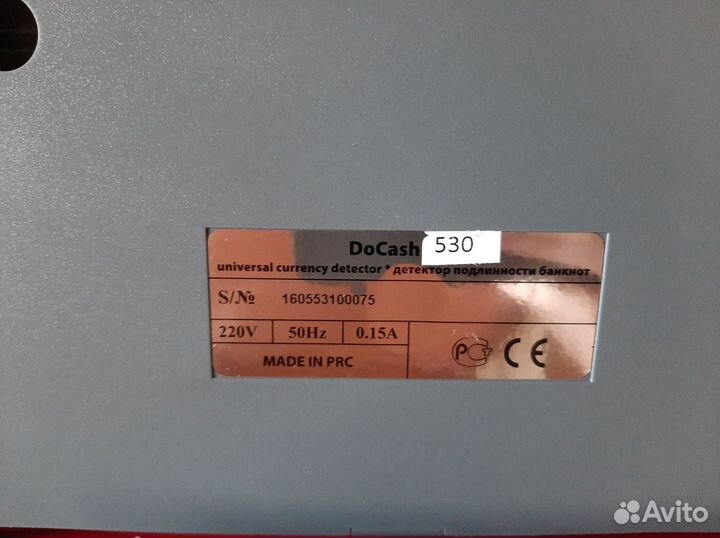 DoCash 530
universal currency detector * детектор подлинности банкнот
S/№ 160553100075
220V 50Hz 0.15A
MADE IN PRC
РСТ CE
Avito